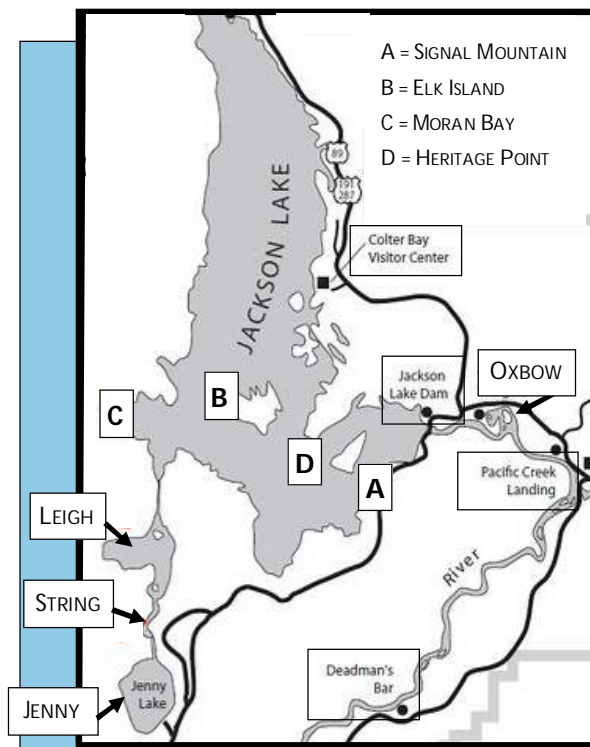 A = SIGNAL MOUNTAIN
B = ELK ISLAND
C = MORAN BAY
D = HERITAGE POINT
89
191
287
JACKSON LAKE
Colter Bay
Visitor Center
OXBOW
Jackson
Lake Dam
B
C
D
A
Pacific Creek
Landing
LEIGH
River
STRING
Deadman's
Bar
Jenny
Lake
JENNY